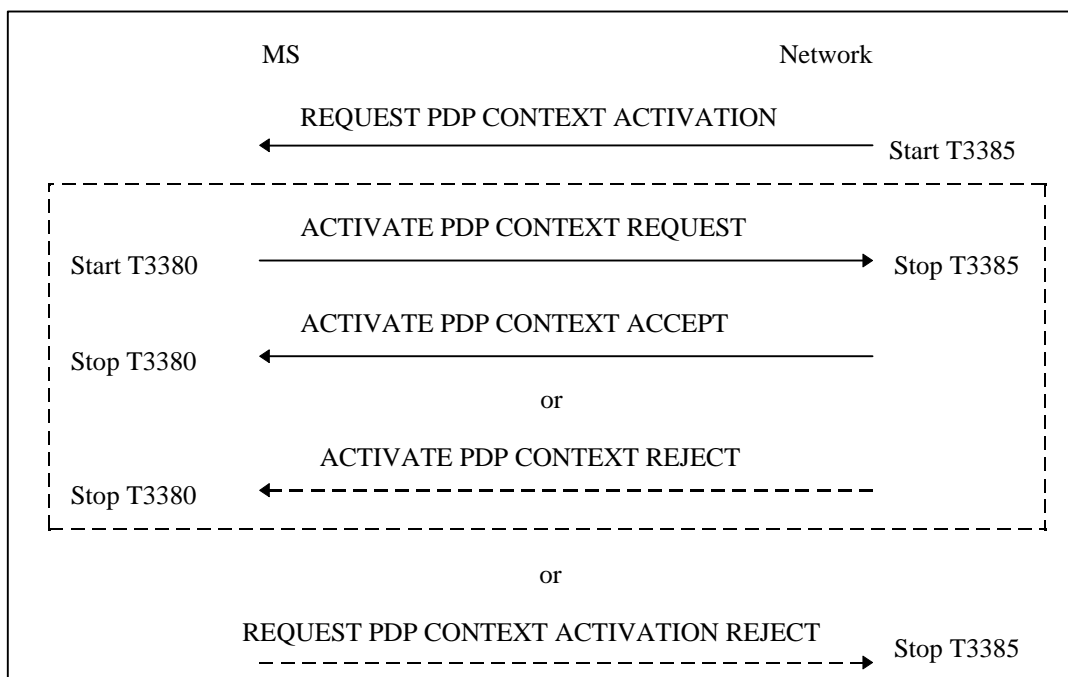 MS Network
REQUEST PDP CONTEXT ACTIVATION
Start T3385
ACTIVATE PDP CONTEXT REQUEST
Start T3380 Stop T3385
ACTIVATE PDP CONTEXT ACCEPT
Stop T3380
or
ACTIVATE PDP CONTEXT REJECT
Stop T3380
or
REQUEST PDP CONTEXT ACTIVATION REJECT
Stop T3385